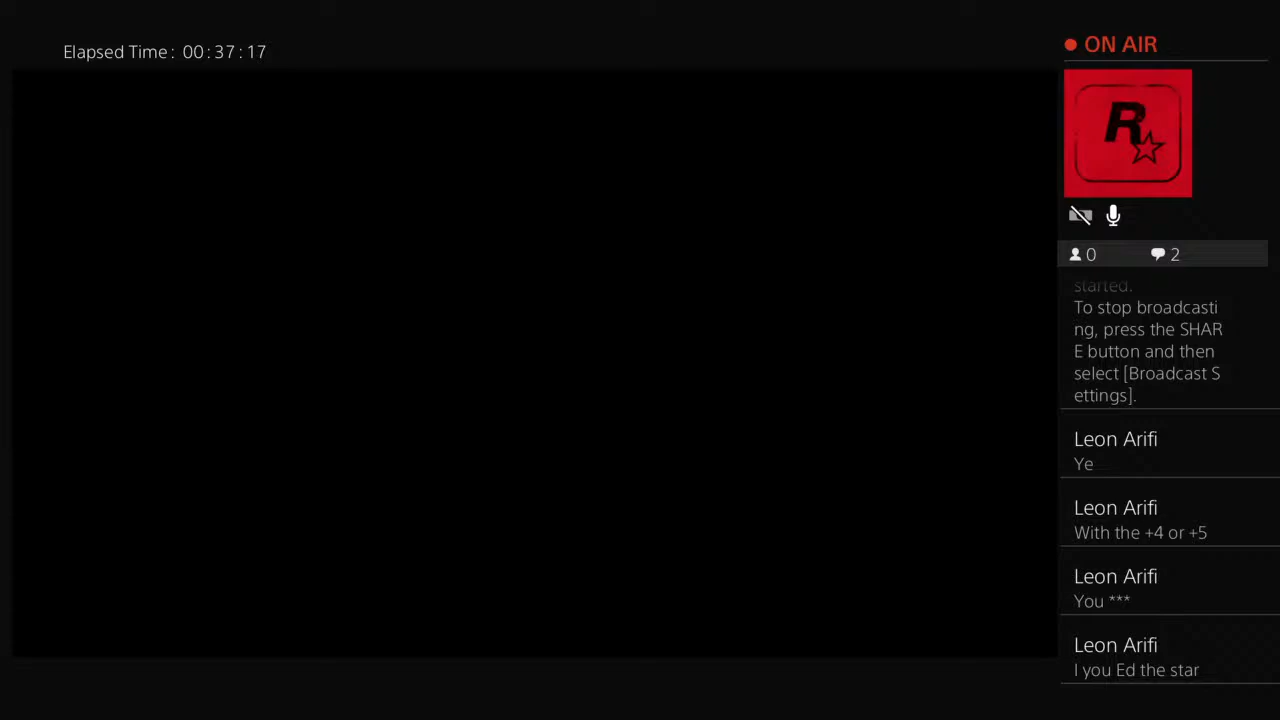 Elapsed Time: 00:37:17
ON AIR
R
0 2
started.
To stop broadcasti
ng, press the SHAR
E button and then
select [Broadcast S
ettings].
Leon Arifi
Ye
Leon Arifi
With the +4 or +5
Leon Arifi
You ***
Leon Arifi
I you Ed the star